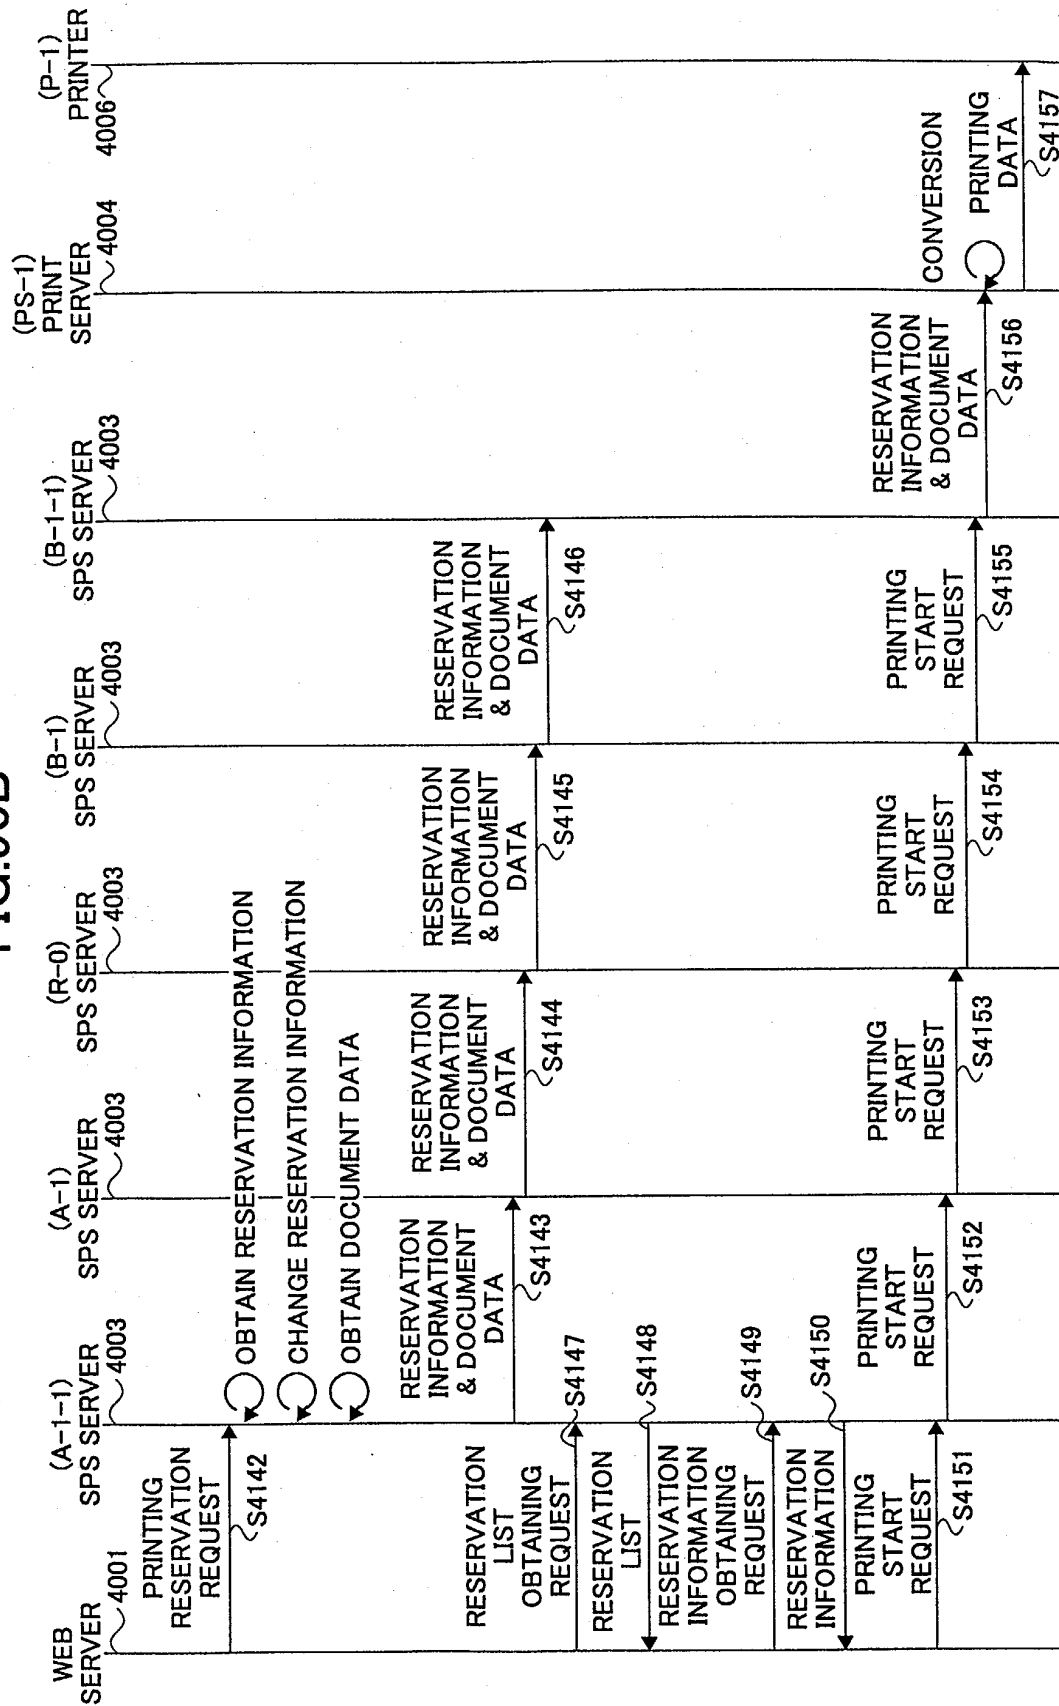 WEB
SERVER
4001
(A-1-1)
SPS SERVER
4003
(A-1)
SPS SERVER
4003
(R-0)
SPS SERVER
4003
(B-1)
SPS SERVER
4003
(B-1-1)
SPS SERVER
4003
(PS-1)
PRINT
SERVER
4004
(P-1)
PRINTER
4006
PRINTING
RESERVATION
REQUEST
S4142
OBTAIN RESERVATION INFORMATION
CHANGE RESERVATION INFORMATION
OBTAIN DOCUMENT DATA
RESERVATION
INFORMATION
& DOCUMENT
DATA
S4143
RESERVATION
INFORMATION
& DOCUMENT
DATA
S4144
RESERVATION
INFORMATION
& DOCUMENT
DATA
S4145
RESERVATION
INFORMATION
& DOCUMENT
DATA
S4146
RESERVATION
LIST
OBTAINING
REQUEST
S4147
RESERVATION
LIST
S4148
RESERVATION
INFORMATION
OBTAINING
REQUEST
S4149
RESERVATION
INFORMATION
S4150
PRINTING
START
REQUEST
S4151
PRINTING
START
REQUEST
S4152
PRINTING
START
REQUEST
S4153
PRINTING
START
REQUEST
S4154
PRINTING
START
REQUEST
S4155
RESERVATION
INFORMATION
& DOCUMENT
DATA
S4156
CONVERSION
PRINTING
DATA
S4157